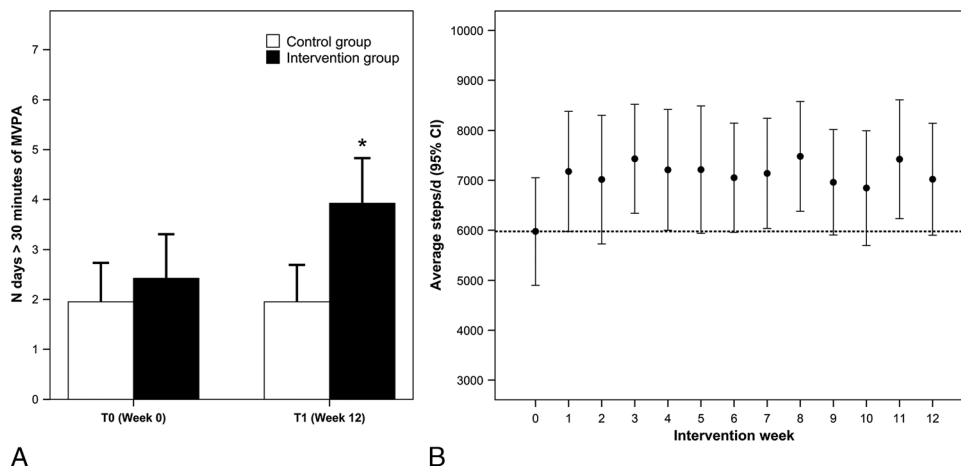 N days > 30 minutes of MVPA
7
6
5
4
3
2
1
0
Control group
Intervention group
*
T0 (Week 0)
T1 (Week 12)
A
Average steps/d (95% CI)
10000
9000
8000
7000
6000
5000
4000
3000
0 1 2 3 4 5 6 7 8 9 10 11 12
Intervention week
B